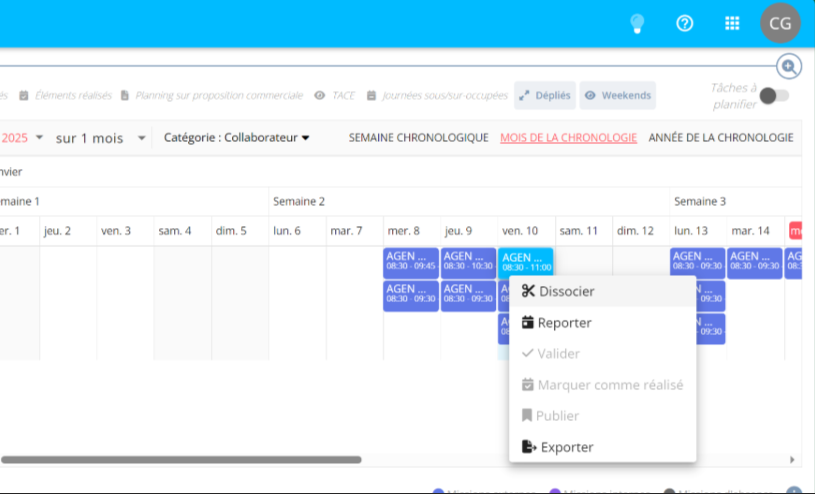 CG
Éléments réalisés Planning sur proposition commerciale TACE Journées sous/sur-occupées Dépliés Weekends Tâches à planifier
2025 sur 1 mois Catégorie : Collaborateur SEMAINE CHRONOLOGIQUE MOIS DE LA CHRONOLOGIE ANNÉE DE LA CHRONOLOGIE
nvier
maine 1 Semaine 2 Semaine 3
er. 1 jeu. 2 ven. 3 sam. 4 dim. 5 lun. 6 mar. 7 mer. 8 jeu. 9 ven. 10 sam. 11 dim. 12 lun. 13 mar. 14
AGEN ... AGEN ... AGEN ... AGEN ... AGEN ... AG
08:30 - 09:45 08:30 - 10:30 08:30 - 11:00 08:30 - 09:30 08:30 - 09:30
AGEN ... AGEN ...
08:30 - 09:30 08:30 - 09:30 09:30
09:30
Dissocier
Reporter
Valider
Marquer comme réalisé
Publier
Exporter